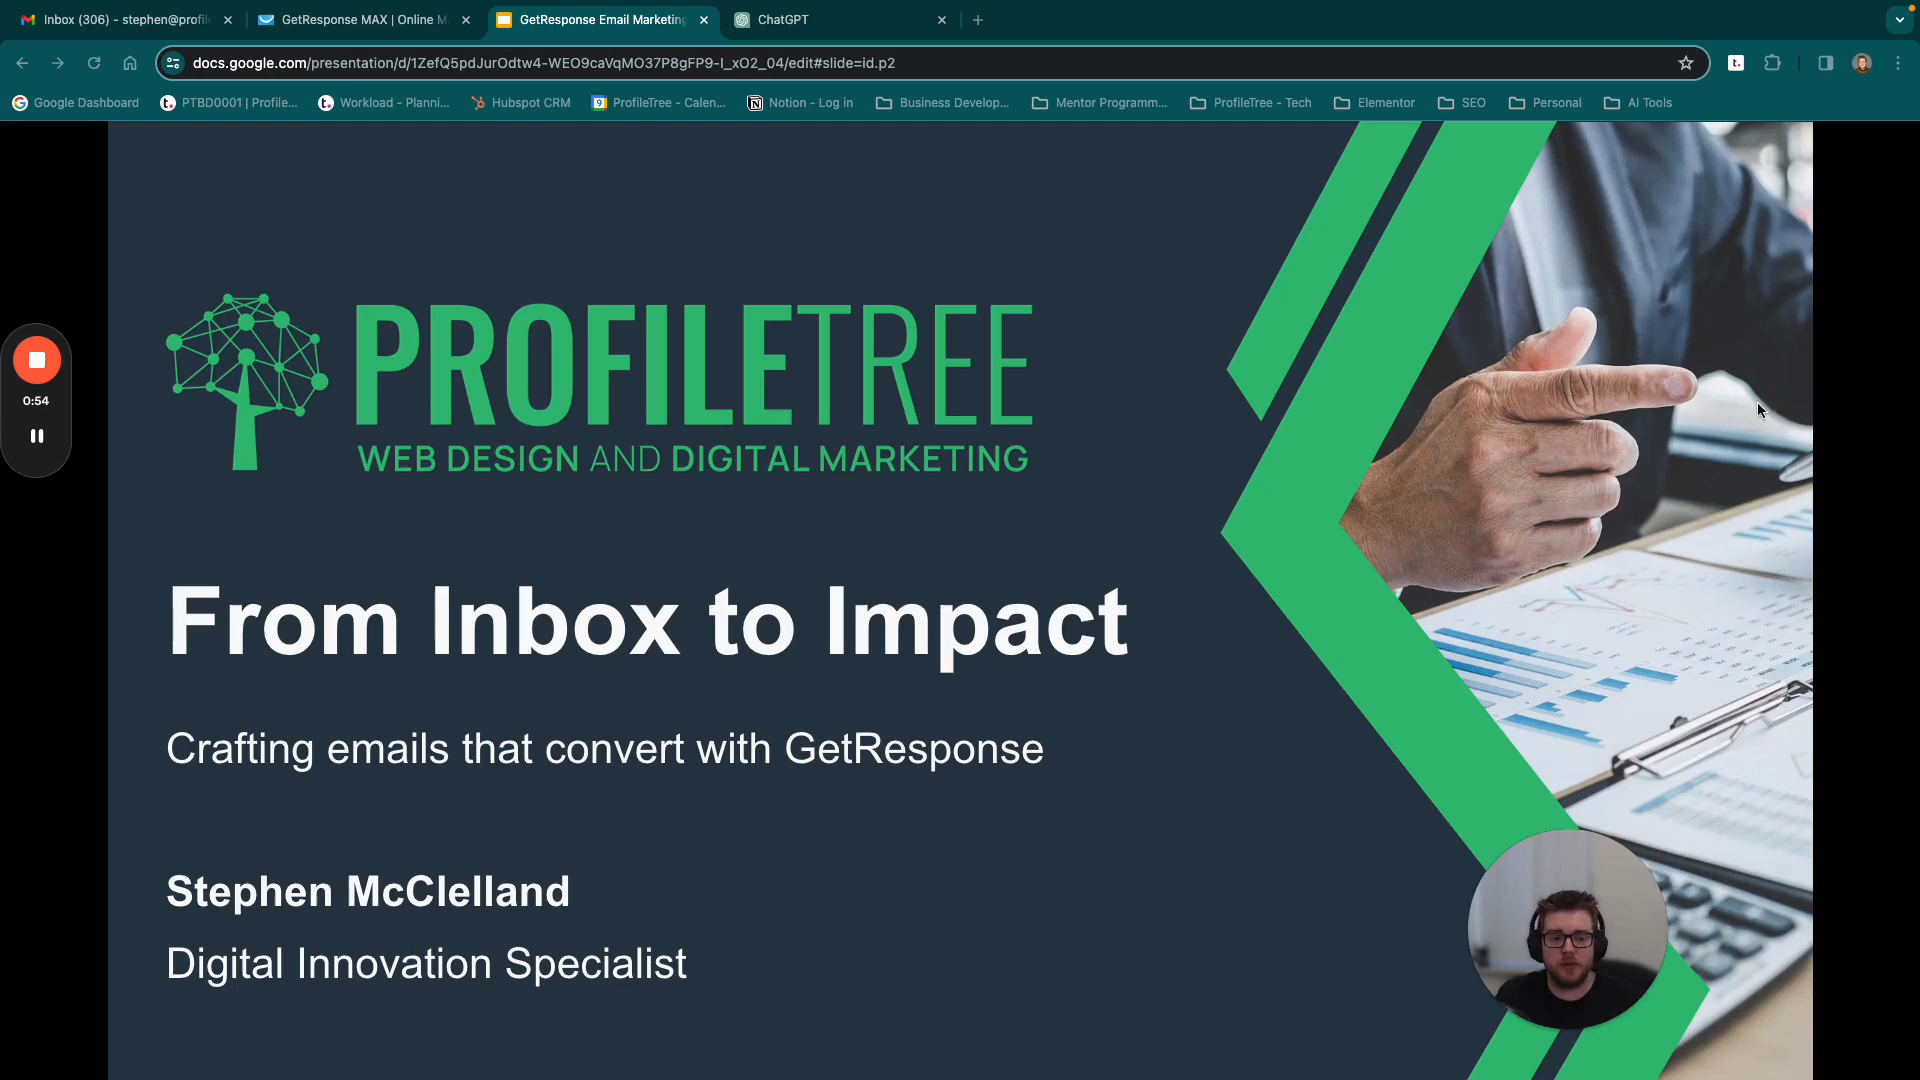 Inbox (306) - stephen@profil
GetResponse MAX | Online M
GetResponse Email Marketing
ChatGPT
docs.google.com/presentation/d/1ZefQ5pdJurOdtw4-WEO9caVqMO37P8gFP9-I_xO2_04/edit#slide=id.p2
Google Dashboard
PTBD0001 | Profile...
Workload - Planni...
Hubspot CRM
ProfileTree - Calen...
Notion - Log in
Business Develop...
Mentor Programm...
ProfileTree - Tech
Elementor
SEO
Personal
AI Tools
0:54
PROFILETREE
WEB DESIGN AND DIGITAL MARKETING
From Inbox to Impact
Crafting emails that convert with GetResponse
Stephen McClelland
Digital Innovation Specialist